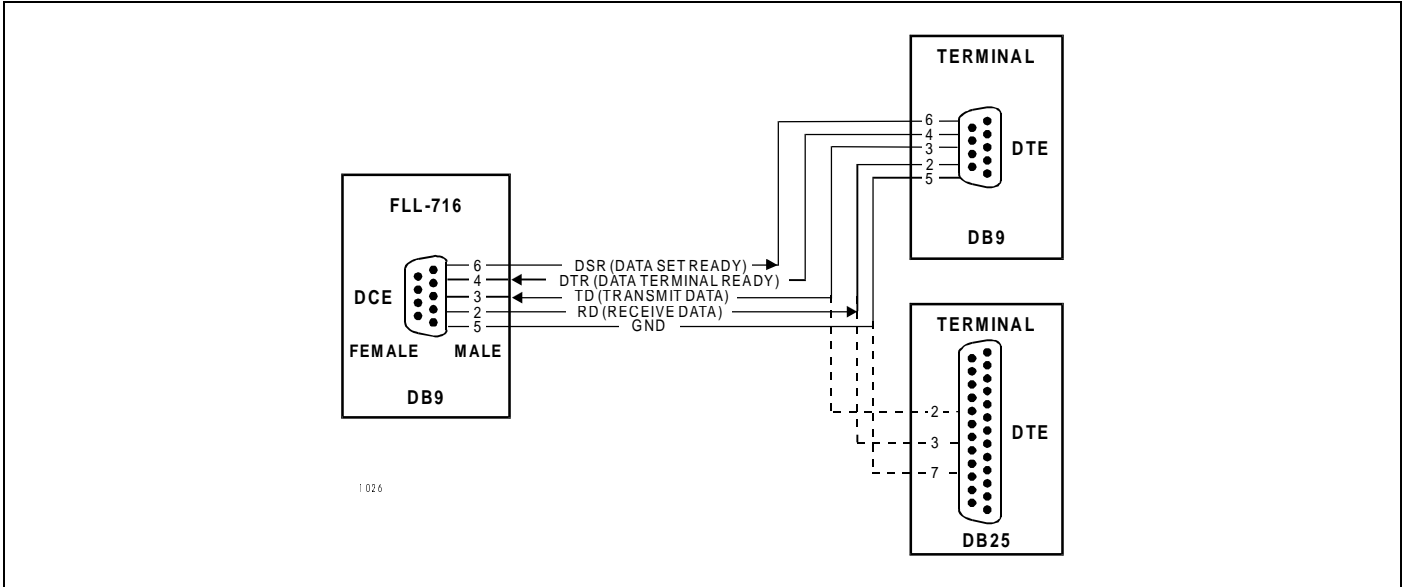 TERMINAL
6
4
3
2
5
DTE
DB9
FLL-716
DCE
6
4
3
2
5
FEMALE MALE
DB9
DSR (DATA SET READY)
DTR (DATA TERMINAL READY)
TD (TRANSMIT DATA)
RD (RECEIVE DATA)
GND
TERMINAL
2
3
7
DTE
DB25
1026